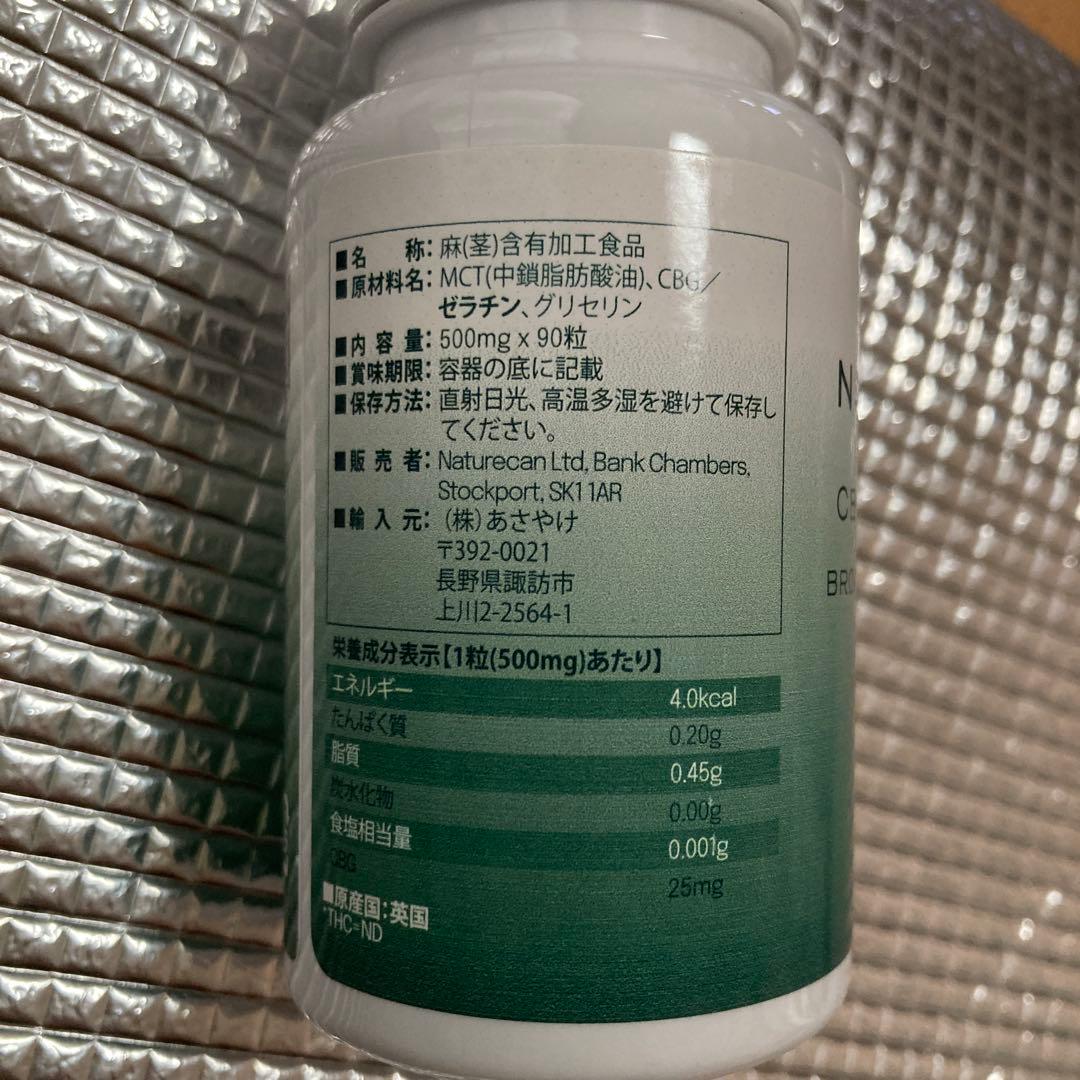 ■名称：麻(茎)含有加工食品
■原材料名：MCT(中鎖脂肪酸油)、CBG／
ゼラチン、グリセリン
■内容量：500mg x 90粒
■賞味期限：容器の底に記載
■保存方法：直射日光、高温多湿を避けて保存し
てください。
■販売者：Naturecan Ltd, Bank Chambers,
Stockport, SK1 1AR
■輸入元：（株）あさやけ
〒392-0021
長野県諏訪市
上川2-2564-1
栄養成分表示【1粒(500mg)あたり】
エネルギー 4.0kcal
たんぱく質 0.20g
脂質 0.45g
炭水化物 0.00g
食塩相当量 0.001g
CBG 25mg
■原産国：英国
*THC=ND